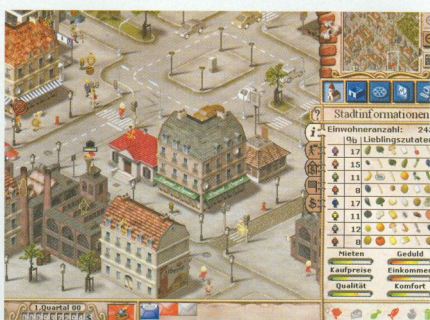 Stadtinformationen
Einwohneranzahl: 24
% Lieblingszutaten
17
15
11
8
17
11
12
8
Mieten Geduld
Kaufpreise Einkommen
Qualität Komfort
1.Quartal 00